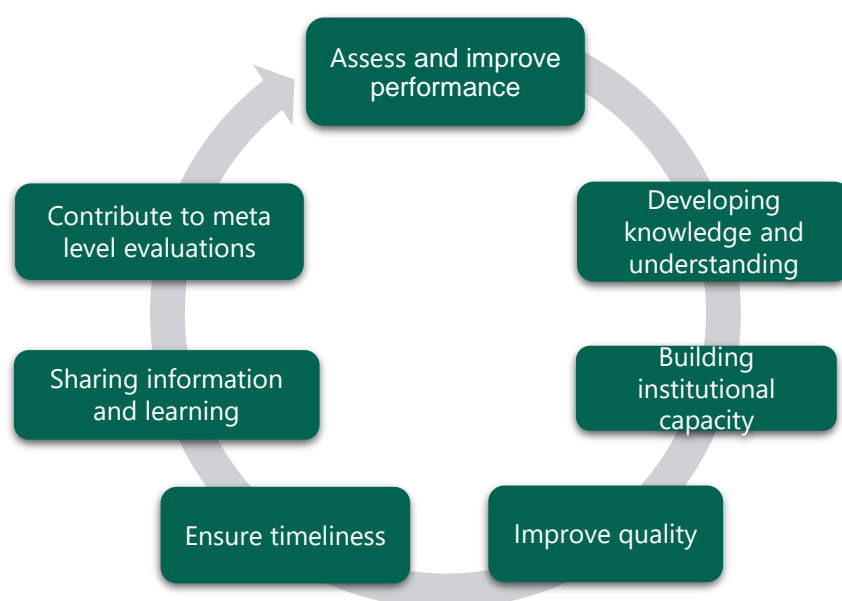 Assess and improve
performance
Developing
knowledge and
understanding
Building
institutional
capacity
Improve quality
Ensure timeliness
Sharing information
and learning
Contribute to meta
level evaluations